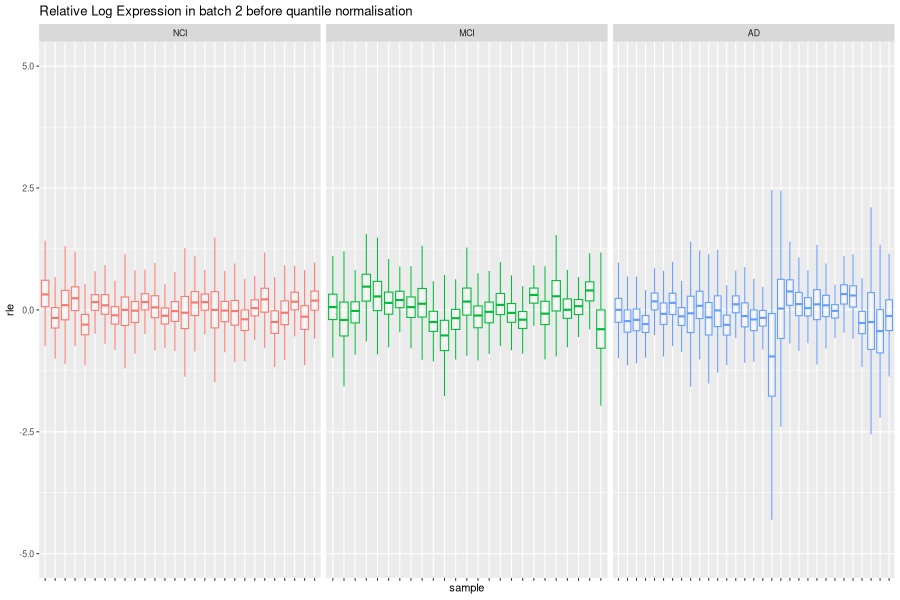 Relative Log Expression in batch 2 before quantile normalisation
NCI
MCI
AD
5.0
2.5
0.0
-2.5
-5.0
rle
sample